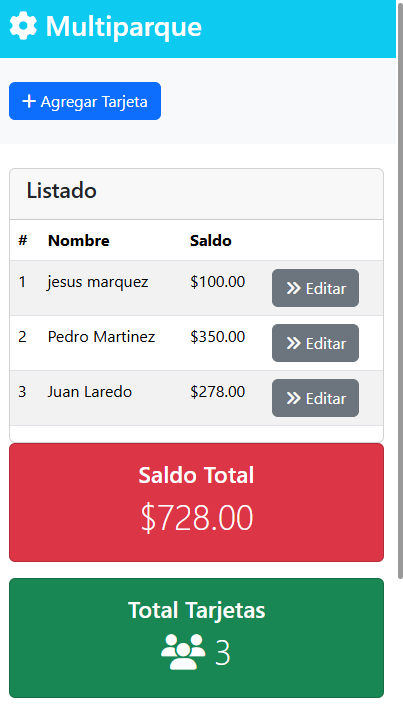 Multiparque
Agregar Tarjeta
Listado
# Nombre Saldo
1 jesus marquez $100.00 Editar
2 Pedro Martinez $350.00 Editar
3 Juan Laredo $278.00 Editar
Saldo Total
$728.00
Total Tarjetas
3